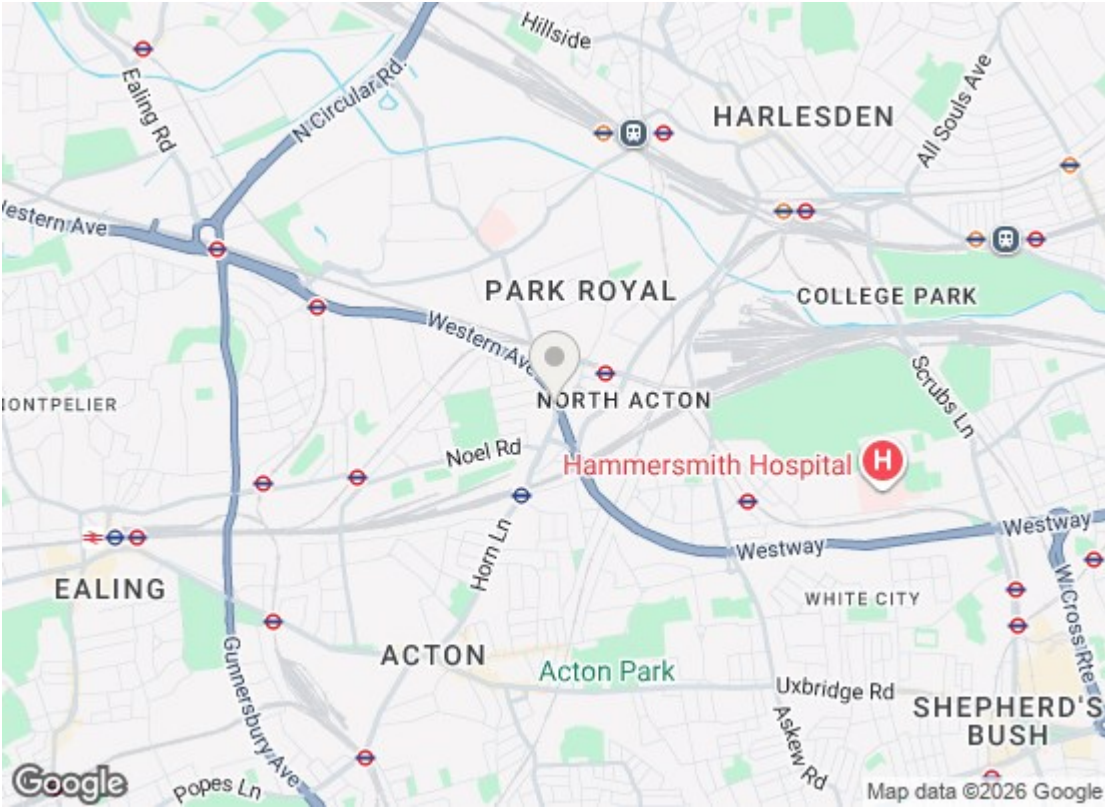 Hillside
HARLESDEN
N Circular Rd.
Ealing Rd
All Souls Ave
Western Ave
PARK ROYAL
COLLEGE PARK
Western Ave
NORTH ACTON
MONTPELIER
Scrubs Ln
Noel Rd
Hammersmith Hospital
H
Horn Ln
Westway
Westway
EALING
WHITE CITY
W Cross Rte
ACTON
Acton Park
Gunnersbury Ave
Uxbridge Rd
SHEPHERD'S
BUSH
Askew Rd
Popes Ln
Google
Map data ©2026 Google